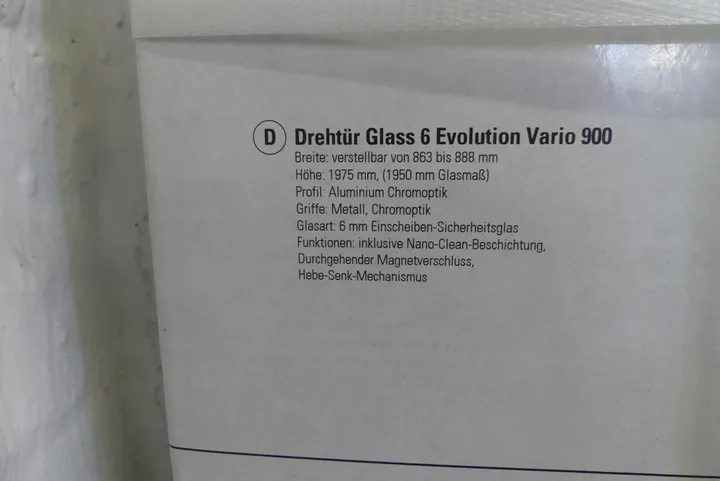 D Drehtür Glass 6 Evolution Vario 900
Breite: verstellbar von 863 bis 888 mm
Höhe: 1975 mm, (1950 mm Glasmaß)
Profil: Aluminium Chromoptik
Griffe: Metall, Chromoptik
Glasart: 6 mm Einscheiben-Sicherheitsglas
Funktionen: inklusive Nano-Clean-Beschichtung,
Durchgehender Magnetverschluss,
Hebe-Senk-Mechanismus